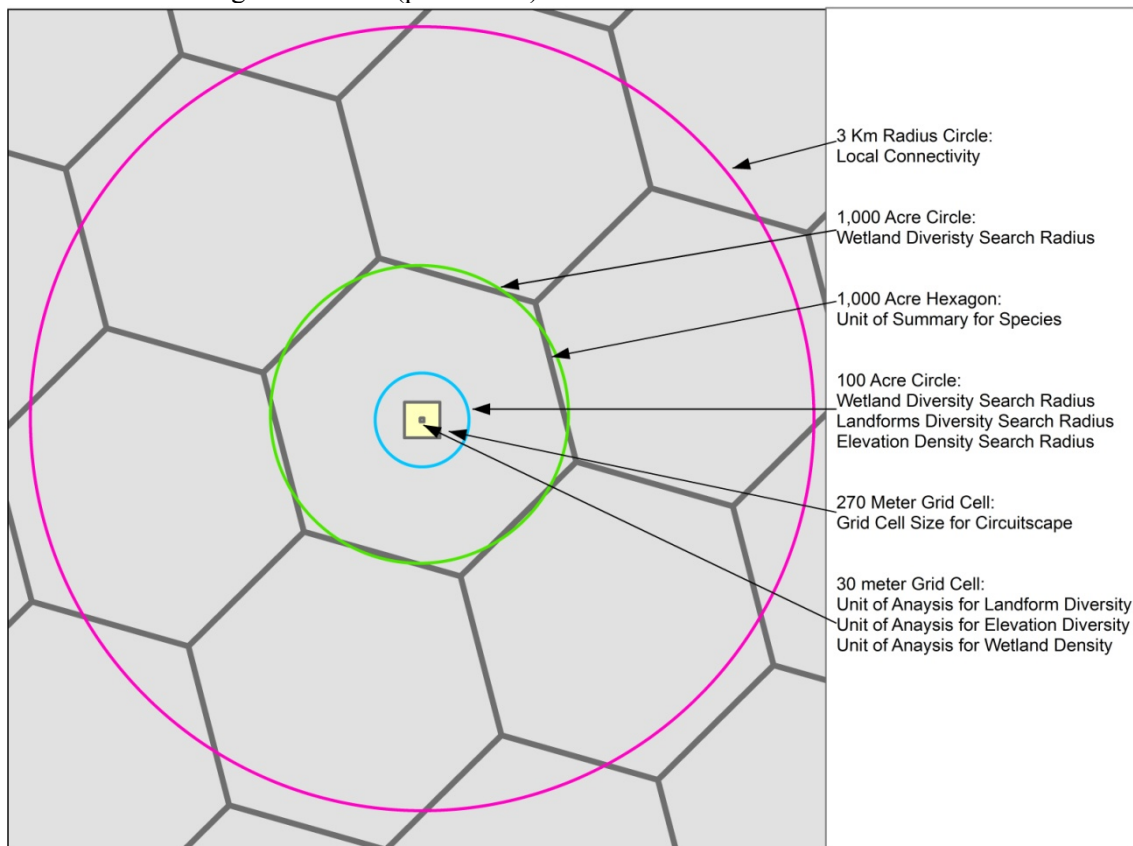 3 Km Radius Circle:
Local Connectivity
1,000 Acre Circle:
Wetland Diveristy Search Radius
1,000 Acre Hexagon:
Unit of Summary for Species
100 Acre Circle:
Wetland Diversity Search Radius
Landforms Diversity Search Radius
Elevation Density Search Radius
270 Meter Grid Cell:
Grid Cell Size for Circuitscape
30 meter Grid Cell:
Unit of Anaysis for Landform Diversity
Unit of Anaysis for Elevation Diversity
Unit of Anaysis for Wetland Density